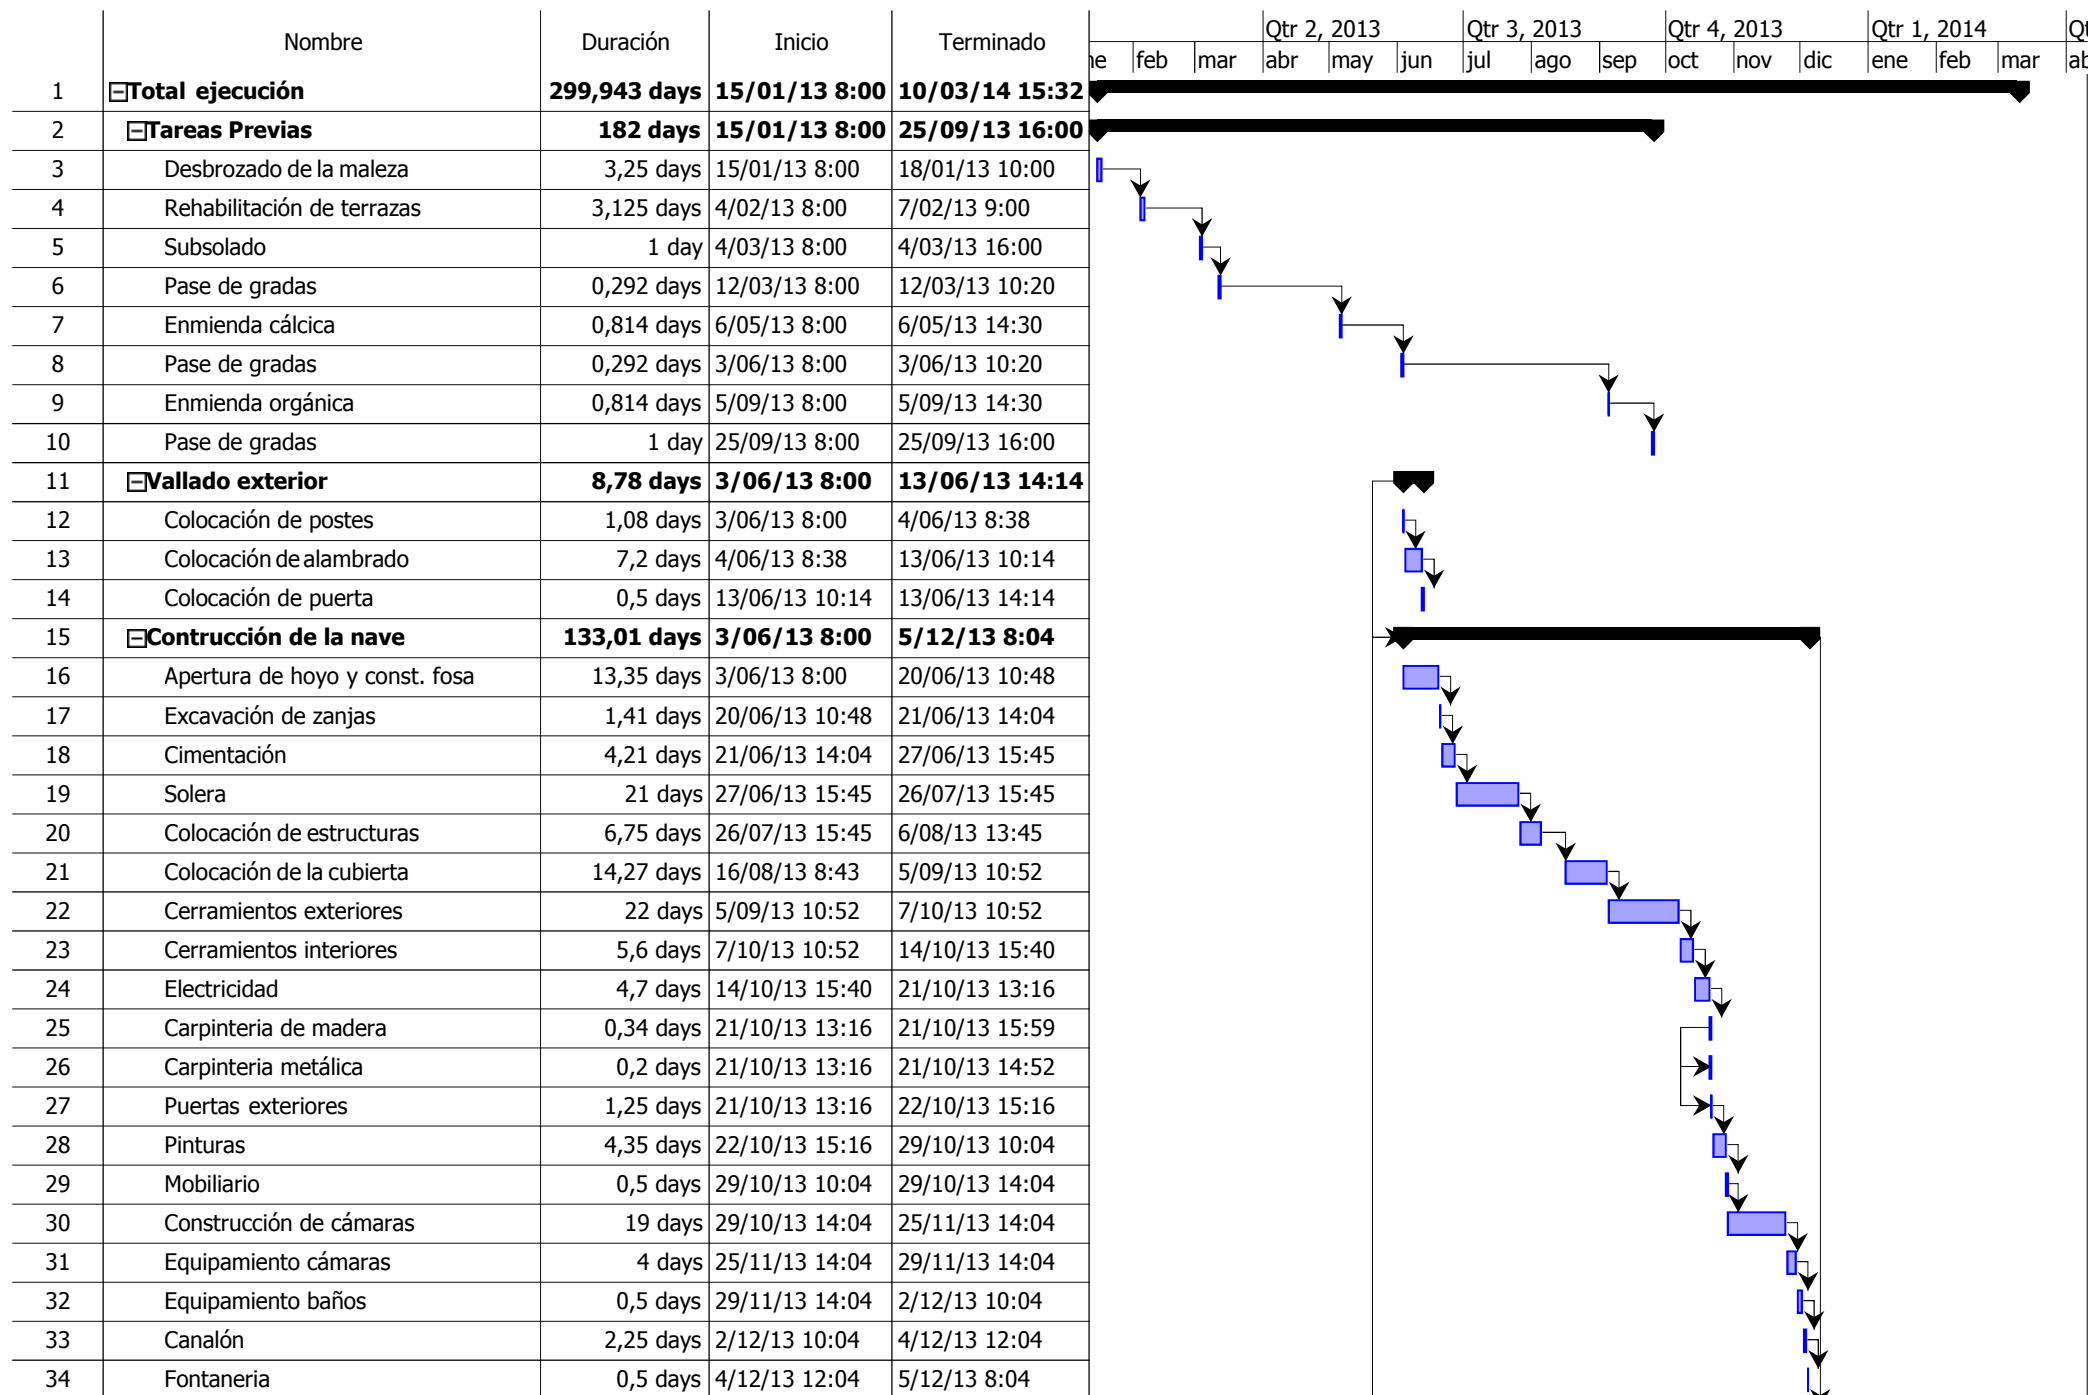 Qtr 2, 2013 Qtr 3, 2013 Qtr 4, 2013 Qtr 1, 2014
Nombre Duración Inicio Terminado
feb mar abr may jun jul ago sep oct nov dic ene feb mar
1 Total ejecución 299,943 days 15/01/13 8:00 10/03/14 15:32
2 Tareas Previas 182 days 15/01/13 8:00 25/09/13 16:00
3 Desbrozado de la maleza 3,25 days 15/01/13 8:00 18/01/13 10:00
4 Rehabilitación de terrazas 3,125 days 4/02/13 8:00 7/02/13 9:00
5 Subsolado 1 day 4/03/13 8:00 4/03/13 16:00
6 Pase de gradas 0,292 days 12/03/13 8:00 12/03/13 10:20
7 Enmienda cálcica 0,814 days 6/05/13 8:00 6/05/13 14:30
8 Pase de gradas 0,292 days 3/06/13 8:00 3/06/13 10:20
9 Enmienda orgánica 0,814 days 5/09/13 8:00 5/09/13 14:30
10 Pase de gradas 1 day 25/09/13 8:00 25/09/13 16:00
11 Vallado exterior 8,78 days 3/06/13 8:00 13/06/13 14:14
12 Colocación de postes 1,08 days 3/06/13 8:00 4/06/13 8:38
13 Colocación de alambrado 7,2 days 4/06/13 8:38 13/06/13 10:14
14 Colocación de puerta 0,5 days 13/06/13 10:14 13/06/13 14:14
15 Contrucción de la nave 133,01 days 3/06/13 8:00 5/12/13 8:04
16 Apertura de hoyo y const. fosa 13,35 days 3/06/13 8:00 20/06/13 10:48
17 Excavación de zanjas 1,41 days 20/06/13 10:48 21/06/13 14:04
18 Cimentación 4,21 days 21/06/13 14:04 27/06/13 15:45
19 Solera 21 days 27/06/13 15:45 26/07/13 15:45
20 Colocación de estructuras 6,75 days 26/07/13 15:45 6/08/13 13:45
21 Colocación de la cubierta 14,27 days 16/08/13 8:43 5/09/13 10:52
22 Cerramientos exteriores 22 days 5/09/13 10:52 7/10/13 10:52
23 Cerramientos interiores 5,6 days 7/10/13 10:52 14/10/13 15:40
24 Electricidad 4,7 days 14/10/13 15:40 21/10/13 13:16
25 Carpinteria de madera 0,34 days 21/10/13 13:16 21/10/13 15:59
26 Carpinteria metálica 0,2 days 21/10/13 13:16 21/10/13 14:52
27 Puertas exteriores 1,25 days 21/10/13 13:16 22/10/13 15:16
28 Pinturas 4,35 days 22/10/13 15:16 29/10/13 10:04
29 Mobiliario 0,5 days 29/10/13 10:04 29/10/13 14:04
30 Construcción de cámaras 19 days 29/10/13 14:04 25/11/13 14:04
31 Equipamiento cámaras 4 days 25/11/13 14:04 29/11/13 14:04
32 Equipamiento baños 0,5 days 29/11/13 14:04 2/12/13 10:04
33 Canalón 2,25 days 2/12/13 10:04 4/12/13 12:04
34 Fontaneria 0,5 days 4/12/13 12:04 5/12/13 8:04